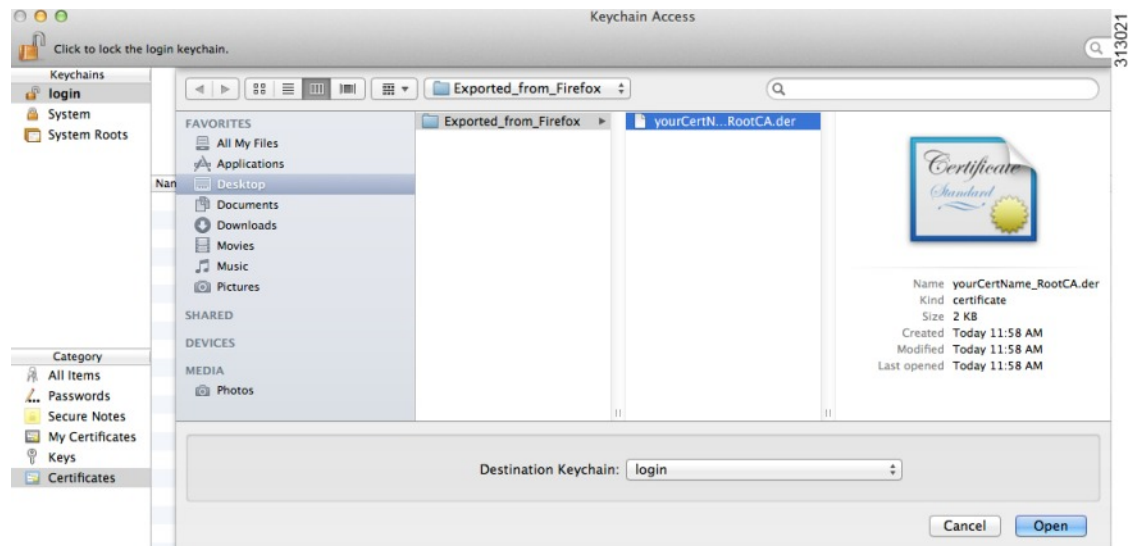 Keychain Access
Click to lock the login keychain.
313021
Keychains
login
System
System Roots
Exported_from_Firefox
Nan
FAVORITES
All My Files
Applications
Desktop
Documents
Downloads
Movies
Music
Pictures
SHARED
DEVICES
MEDIA
Photos
Exported_from_Firefox
yourCertN...RootCA.der
Certificate
Standard
Name yourCertName_RootCA.der
Kind certificate
Size 2 KB
Created Today 11:58 AM
Modified Today 11:58 AM
Last opened Today 11:58 AM
Category
All Items
Passwords
Secure Notes
My Certificates
Keys
Certificates
Destination Keychain: login
Cancel Open